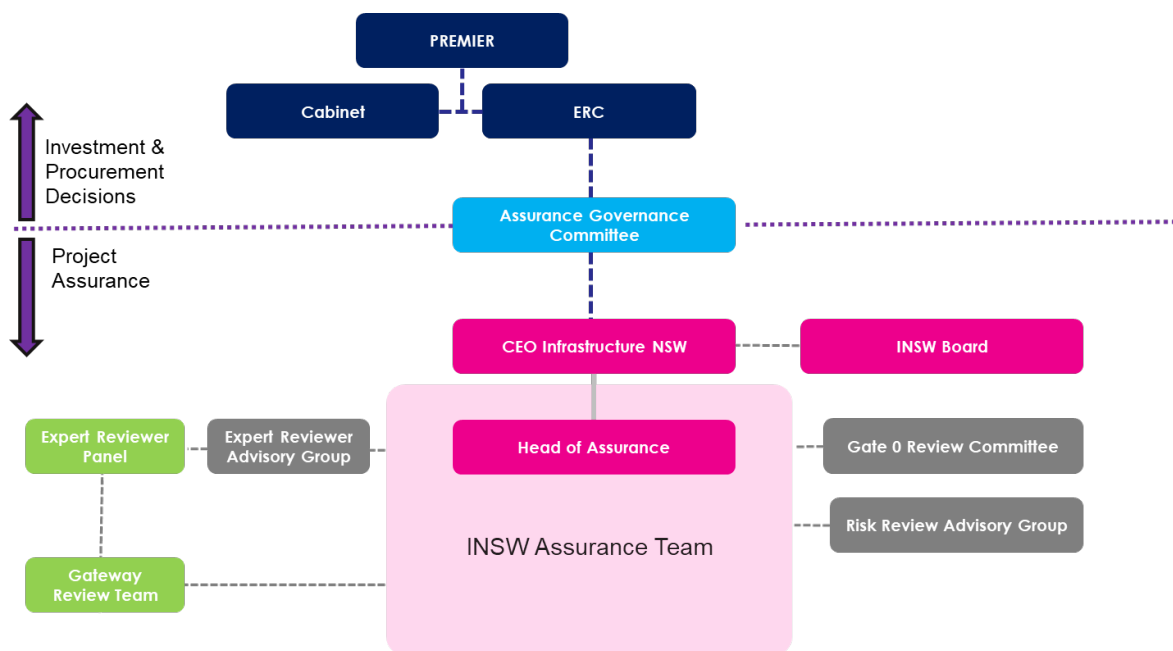 PREMIER
Cabinet
ERC
Investment &
Procurement
Decisions
Assurance Governance
Committee
Project
Assurance
CEO Infrastructure NSW
INSW Board
Expert Reviewer
Panel
Expert Reviewer
Advisory Group
Head of Assurance
Gate 0 Review Committee
Risk Review Advisory Group
INSW Assurance Team
Gateway
Review Team